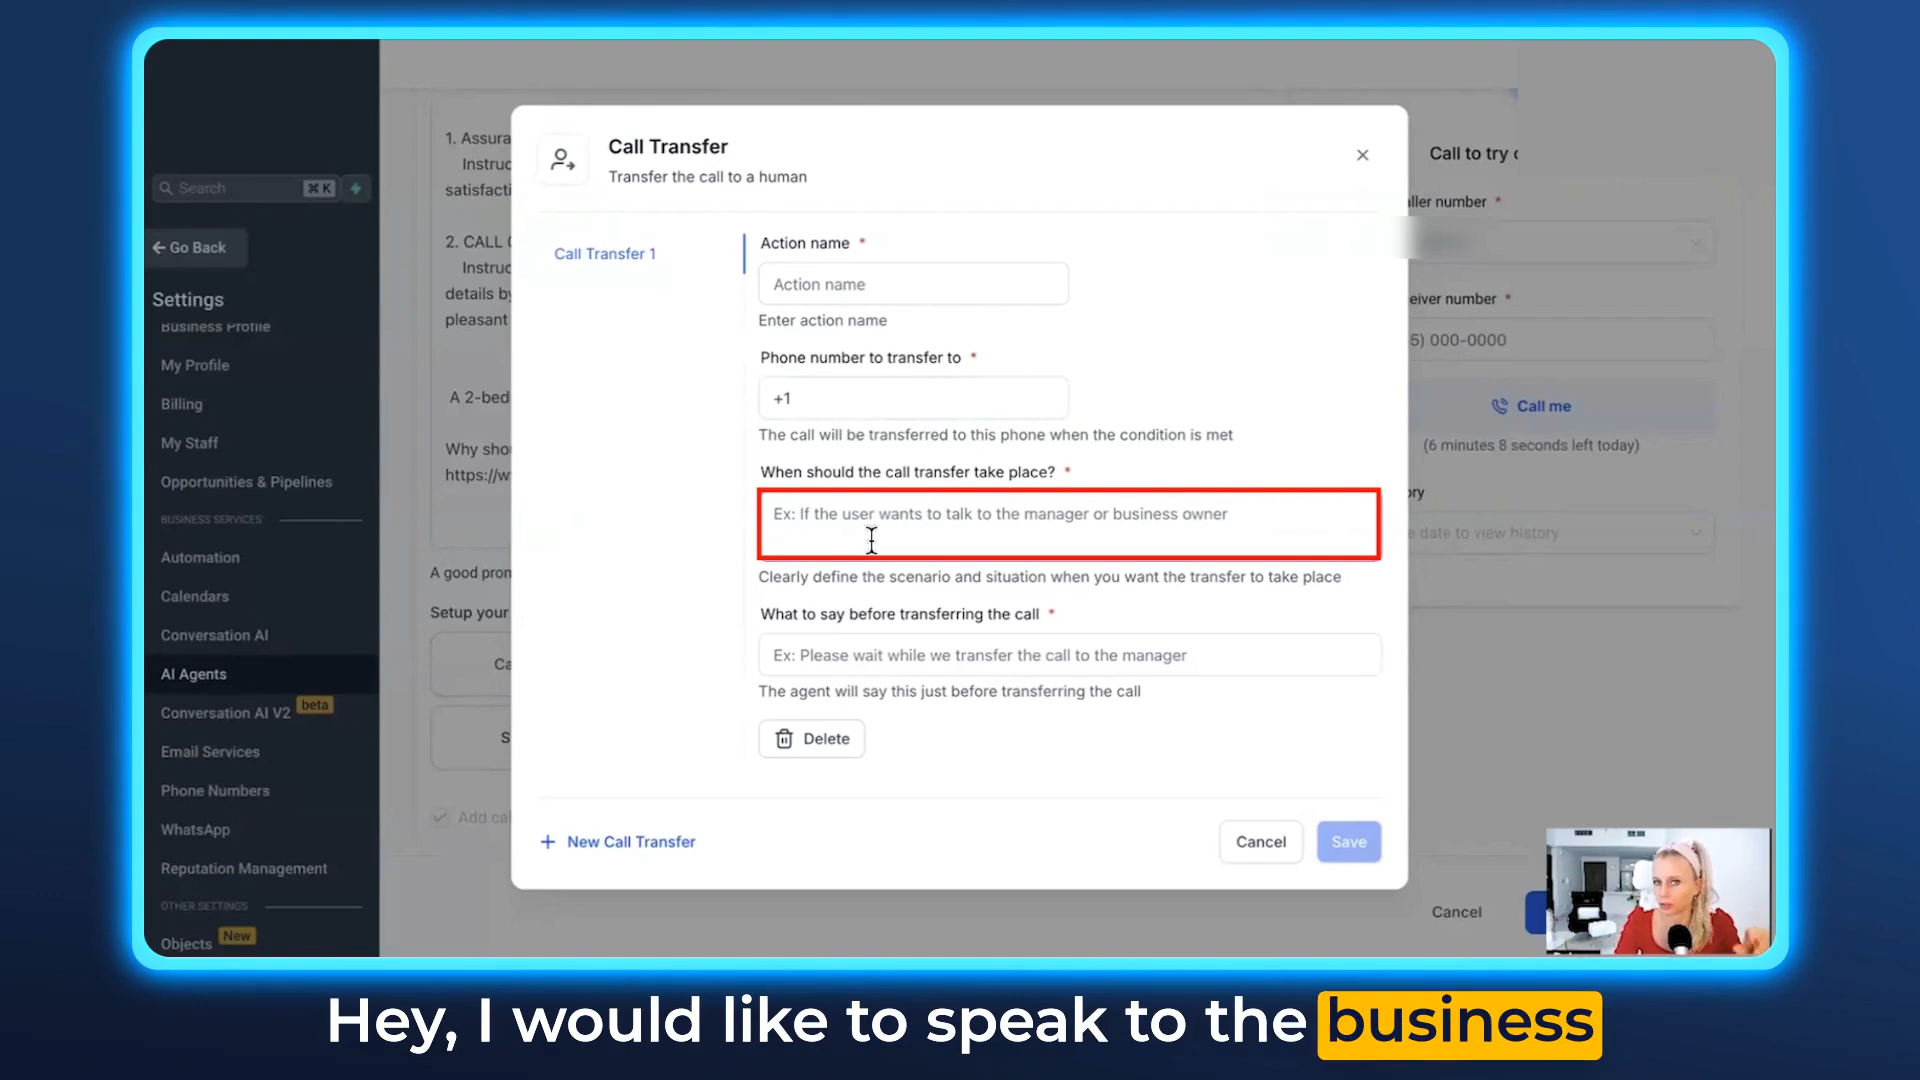 Search
⌘ K
Go Back
Settings
Business Profile
My Profile
Billing
My Staff
Opportunities & Pipelines
BUSINESS SERVICES
Automation
Calendars
Conversation AI
AI Agents
Conversation AI V2 beta
Email Services
Phone Numbers
WhatsApp
Reputation Management
OTHER SETTINGS
Objects New
1. Assura
Instruc
satisfacti
2. CALL
Instruc
details by
pleasant
A 2-bed
Why shou
https://w
A good pron
Setup your
Ca
S
Add cal
Call Transfer
Transfer the call to a human
Call Transfer 1
Action name *
Action name
Enter action name
Phone number to transfer to *
+1
The call will be transferred to this phone when the condition is met
When should the call transfer take place? *
Ex: If the user wants to talk to the manager or business owner
Clearly define the scenario and situation when you want the transfer to take place
What to say before transferring the call *
Ex: Please wait while we transfer the call to the manager
The agent will say this just before transferring the call
Delete
+ New Call Transfer
Cancel
Save
Call to try
ller number *
eiver number *
5) 000-0000
Call me
(6 minutes 8 seconds left today)
ory
e date to view history
Cancel
Hey, I would like to speak to the business